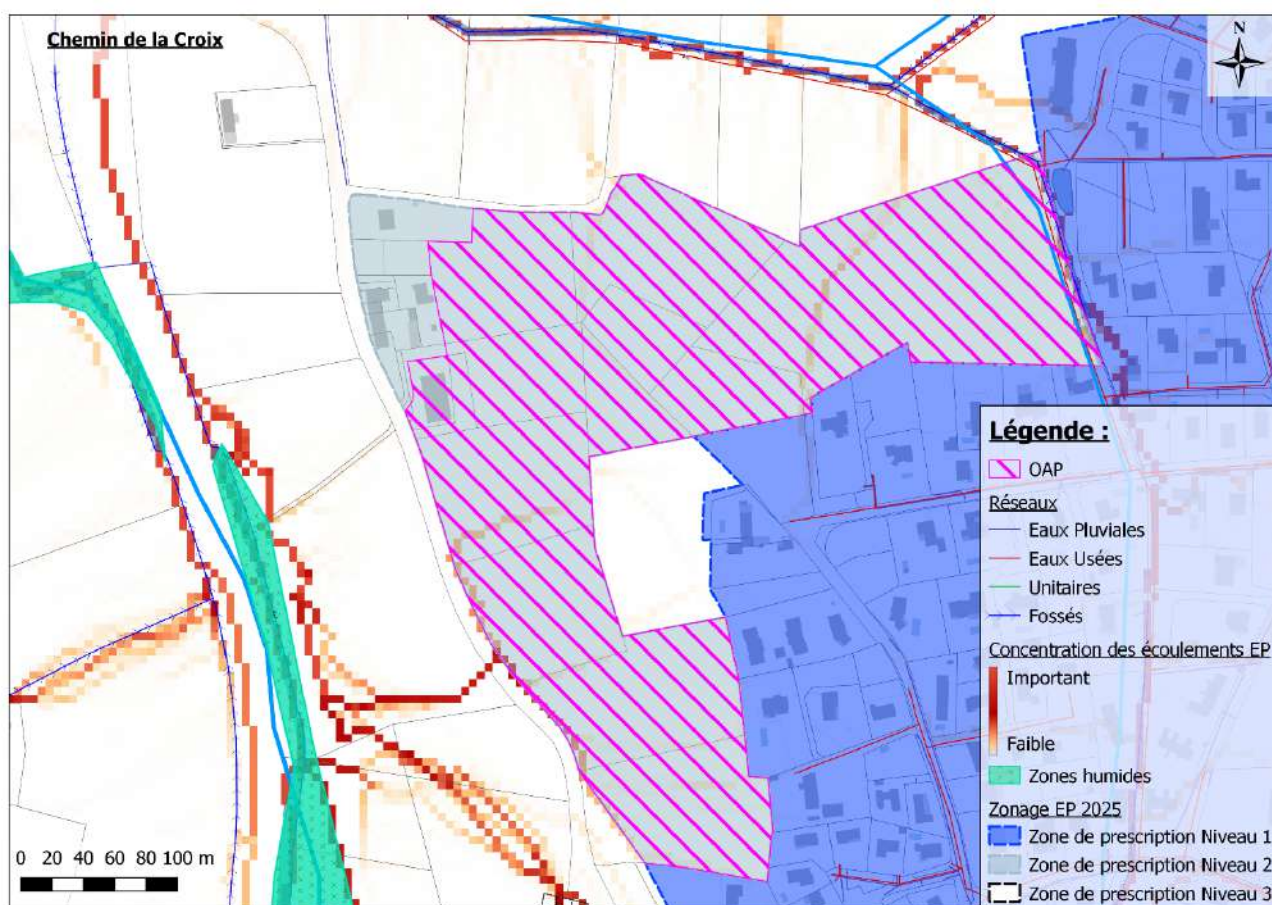 Chemin de la Croix
N
Légende :
OAP
Réseaux
Eaux Pluviales
Eaux Usées
Unitaires
Fossés
Concentration des écoulements EP
Important
Faible
Zones humides
Zonage EP 2025
Zone de prescription Niveau 1
Zone de prescription Niveau 2
Zone de prescription Niveau 3
0 20 40 60 80 100 m